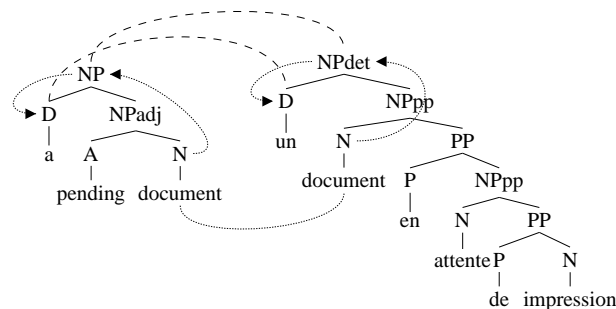 NP NPdet
D NPadj D NPpp
a A N un N PP
pending document document P NPpp
en N PP
attente P N
de impression